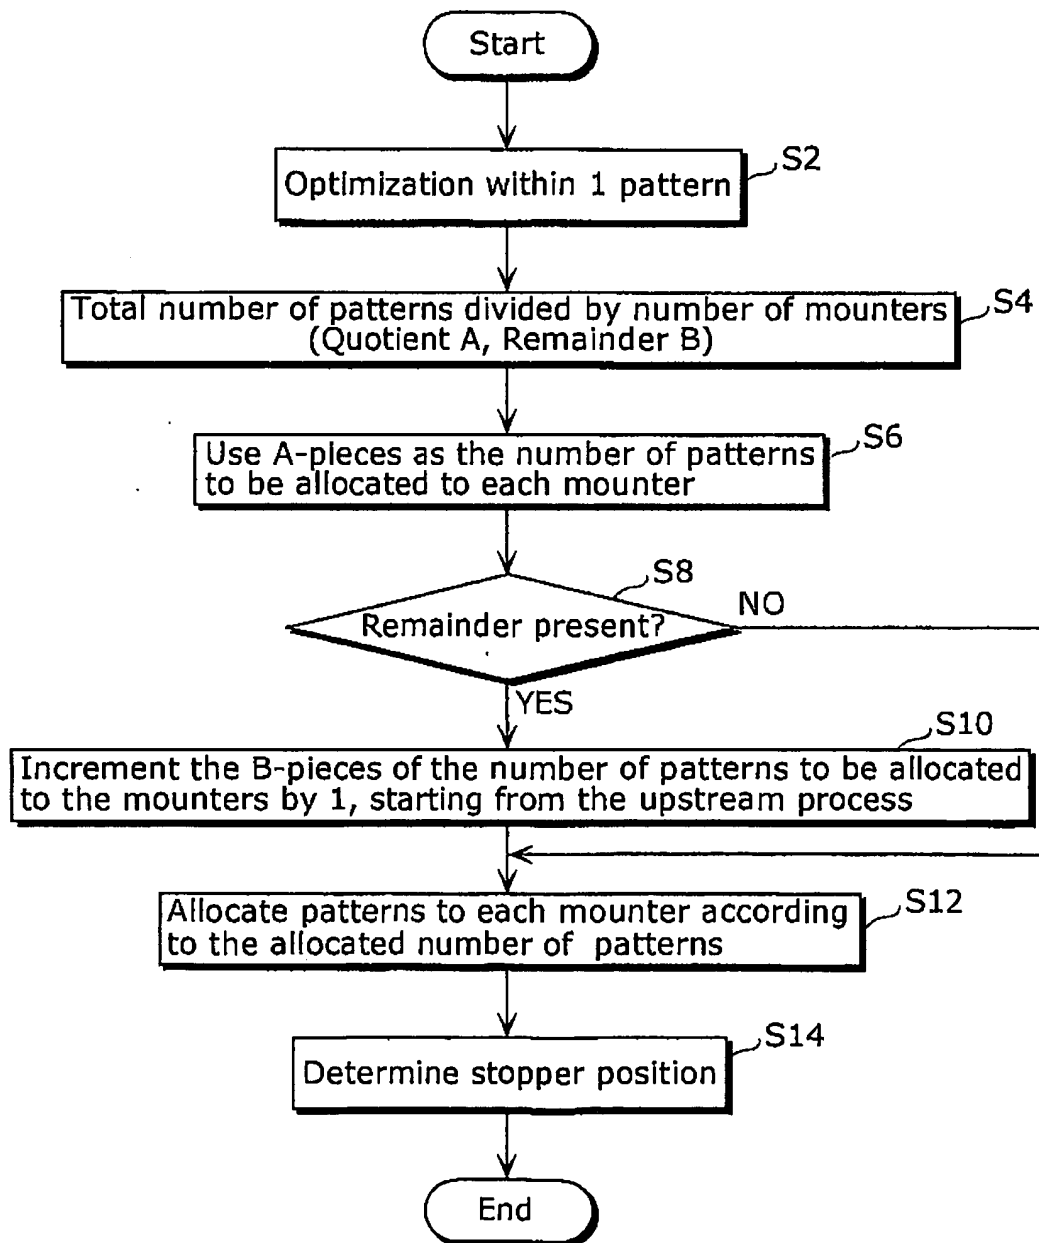 Start
S2
Optimization within 1 pattern
S4
Total number of patterns divided by number of mounters
(Quotient A, Remainder B)
S6
Use A-pieces as the number of patterns
to be allocated to each mounter
S8
NO
Remainder present?
YES
S10
Increment the B-pieces of the number of patterns to be allocated
to the mounters by 1, starting from the upstream process
S12
Allocate patterns to each mounter according
to the allocated number of patterns
S14
Determine stopper position
End